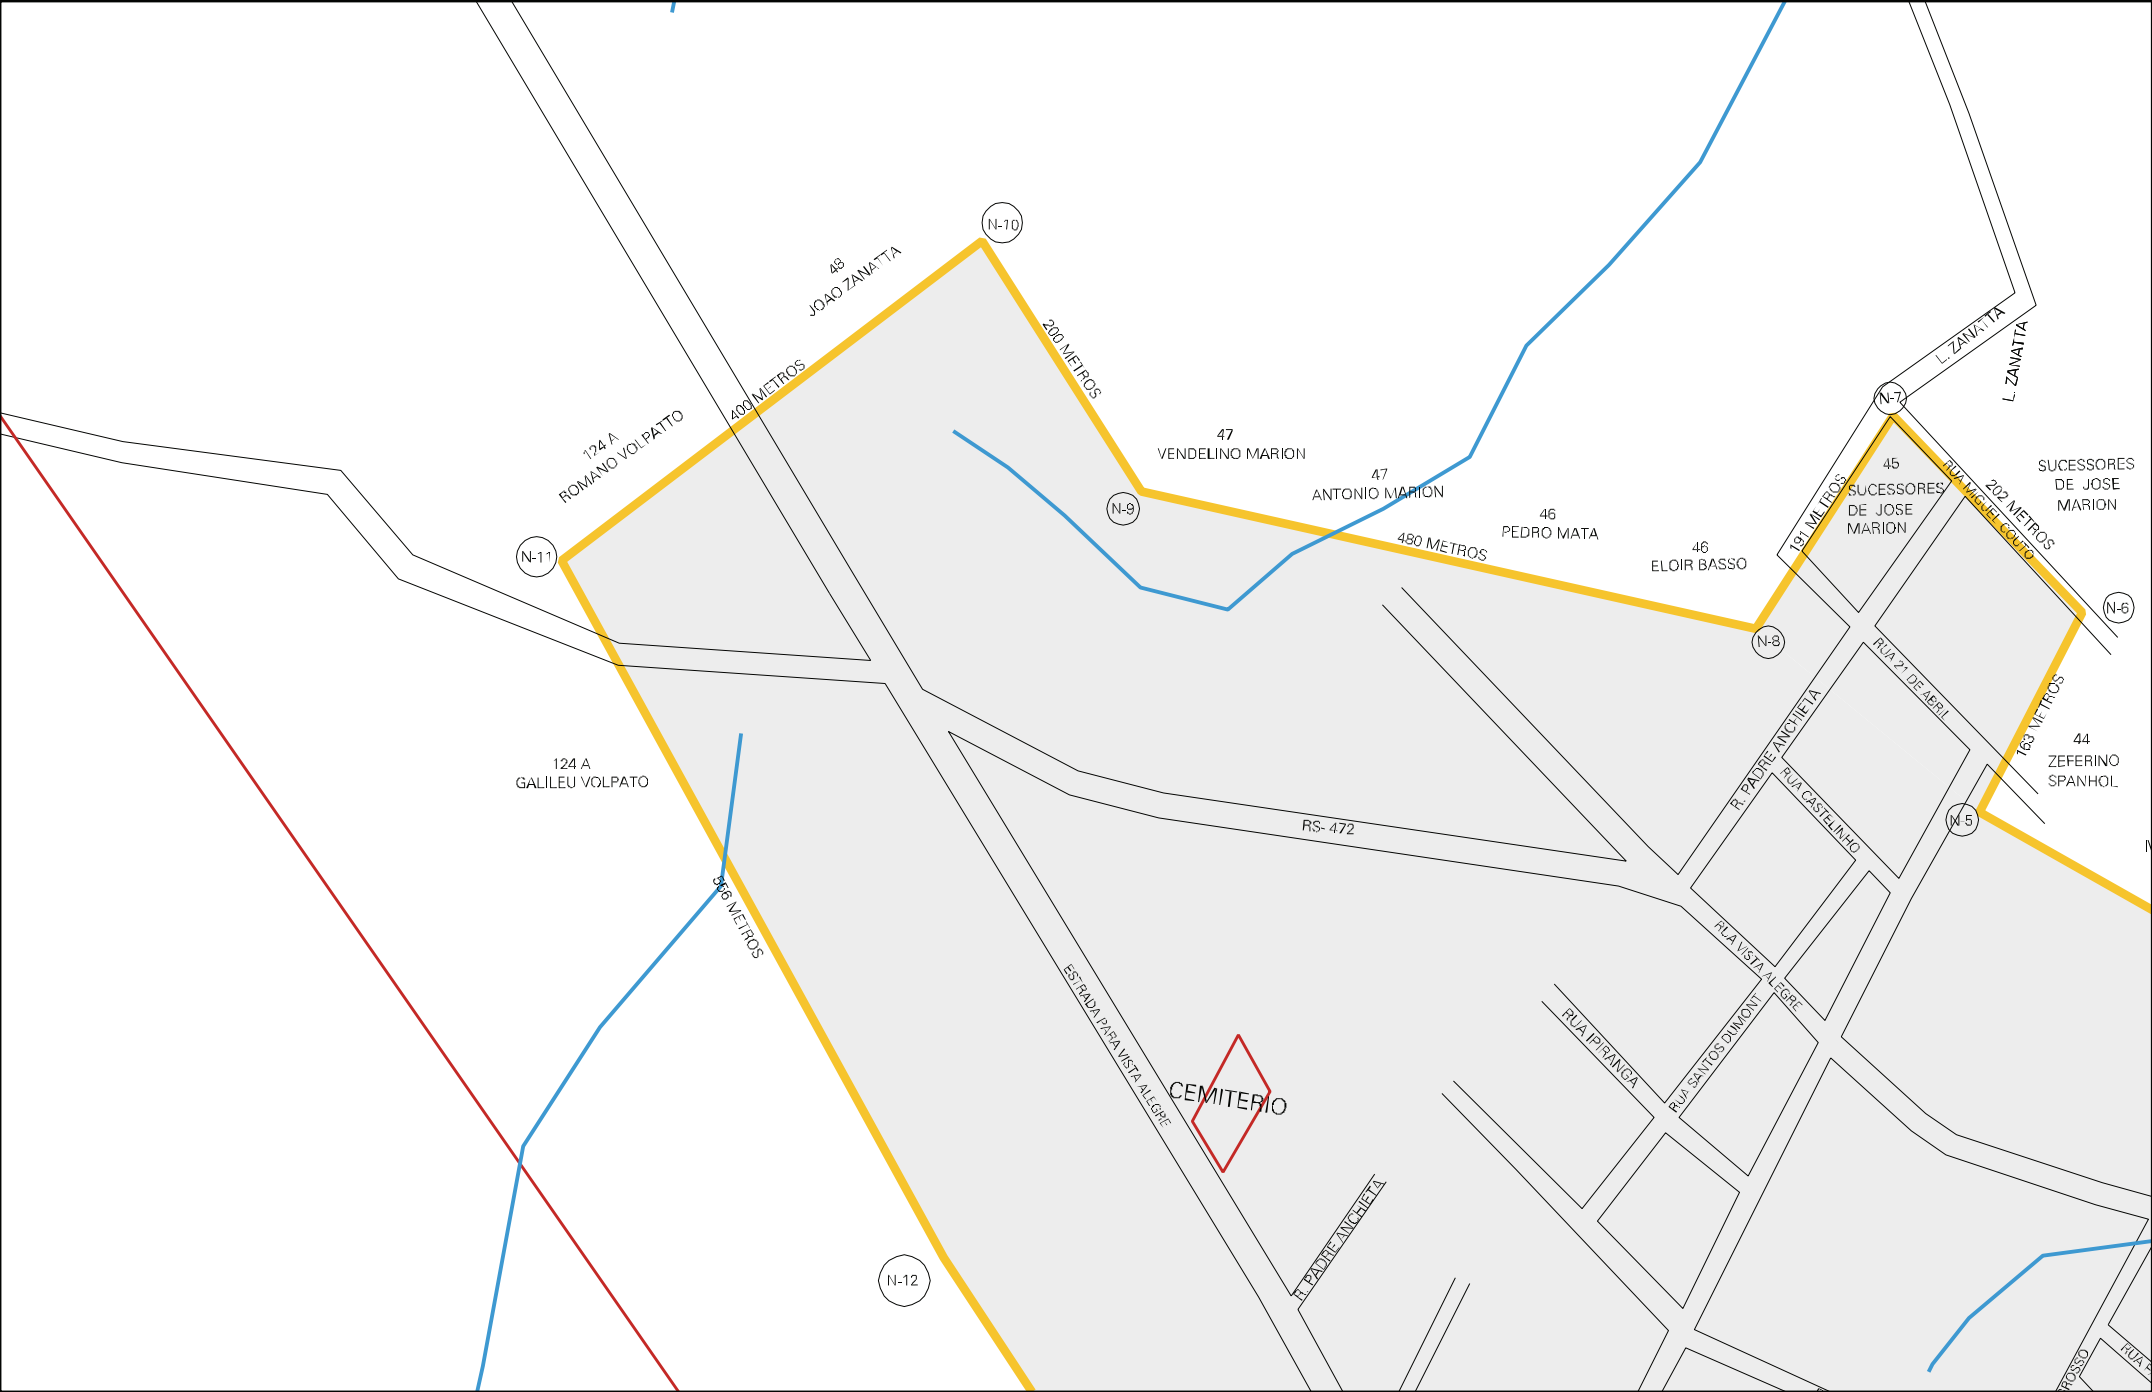 N-10
48
JOAO ZANATTA
200 METROS
L. ZANATTA
L. ZANATTA
400 METROS
N-7
124 A
ROMANO VOLPATTO
47
VENDELINO MARION
45
SUCESSORES
DE JOSE
MARION
SUCESSORES
DE JOSE
MARION
47
ANTONIO MARION
N-9
191 METROS
RUA MIGUEL COUTO
202 METROS
46
PEDRO MATA
480 METROS
N-11
46
ELOIR BASSO
N-6
N-8
RUA 21 DE ABRIL
163 METROS
44
ZEFERINO
SPANHOL
124 A
GALILEU VOLPATO
R. PADRE ANCHIETA
RUA CASTELINHO
N-5
RS- 472
556 METROS
RUA VISTA ALEGRE
ESTRADA PARA VISTA ALEGRE
RUA IPIRANGA
RUA SANTOS DUMONT
CEMITERIO
R. PADRE ANCHIETA
N-12
ROSSO
RUA